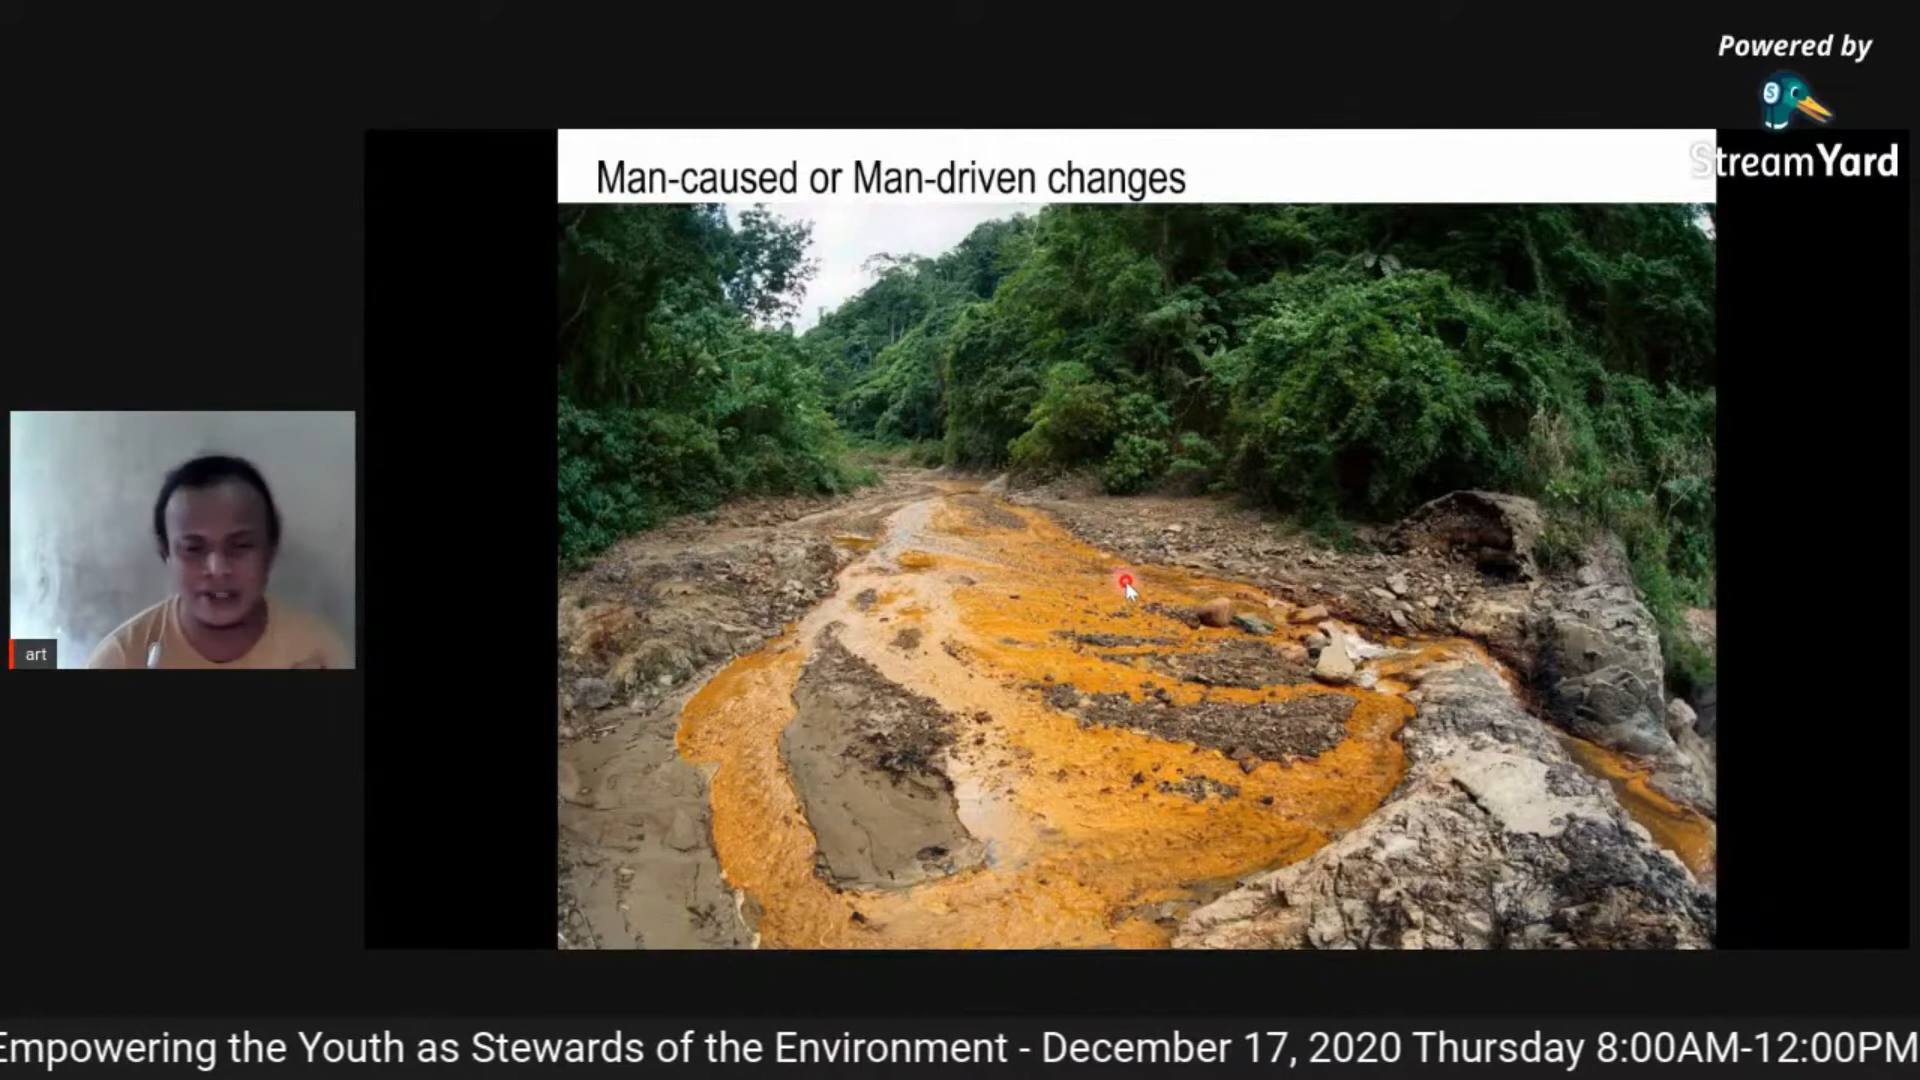 Powered by
StreamYard
Man-caused or Man-driven changes
art
Empowering the Youth as Stewards of the Environment - December 17, 2020 Thursday 8:00AM-12:00PM